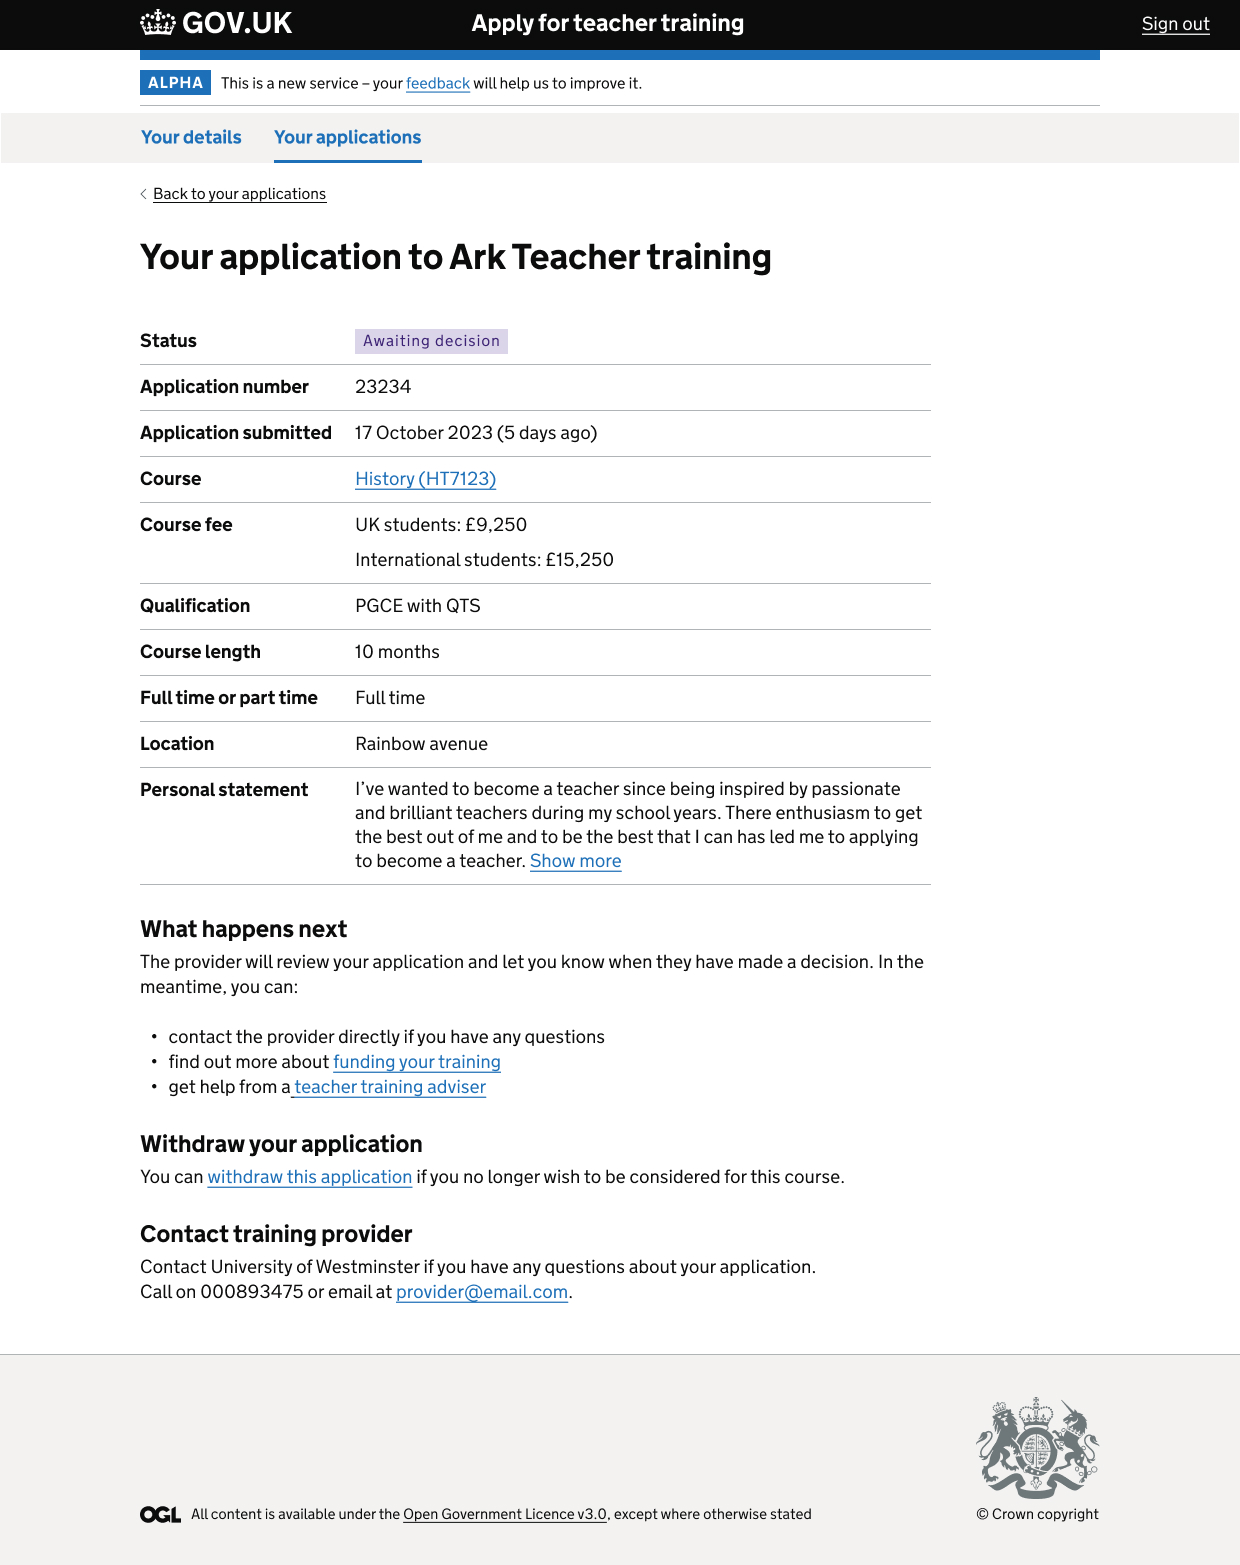 GOV.UK Apply for teacher training Sign out
ALPHA This is a new service – your feedback will help us to improve it.
Your details Your applications
Back to your applications
Your application to Ark Teacher training
Status Awaiting decision
Application number 23234
Application submitted 17 October 2023 (5 days ago)
Course History (HT7123)
Course fee UK students: £9,250
International students: £15,250
Qualification PGCE with QTS
Course length 10 months
Full time or part time Full time
Location Rainbow avenue
Personal statement I’ve wanted to become a teacher since being inspired by passionate
and brilliant teachers during my school years. There enthusiasm to get
the best out of me and to be the best that I can has led me to applying
to become a teacher. Show more
What happens next
The provider will review your application and let you know when they have made a decision. In the
meantime, you can:
• contact the provider directly if you have any questions
• find out more about funding your training
• get help from a teacher training adviser
Withdraw your application
You can withdraw this application if you no longer wish to be considered for this course.
Contact training provider
Contact University of Westminster if you have any questions about your application.
Call on 000893475 or email at provider@email.com.
OGL All content is available under the Open Government Licence v3.0, except where otherwise stated
© Crown copyright